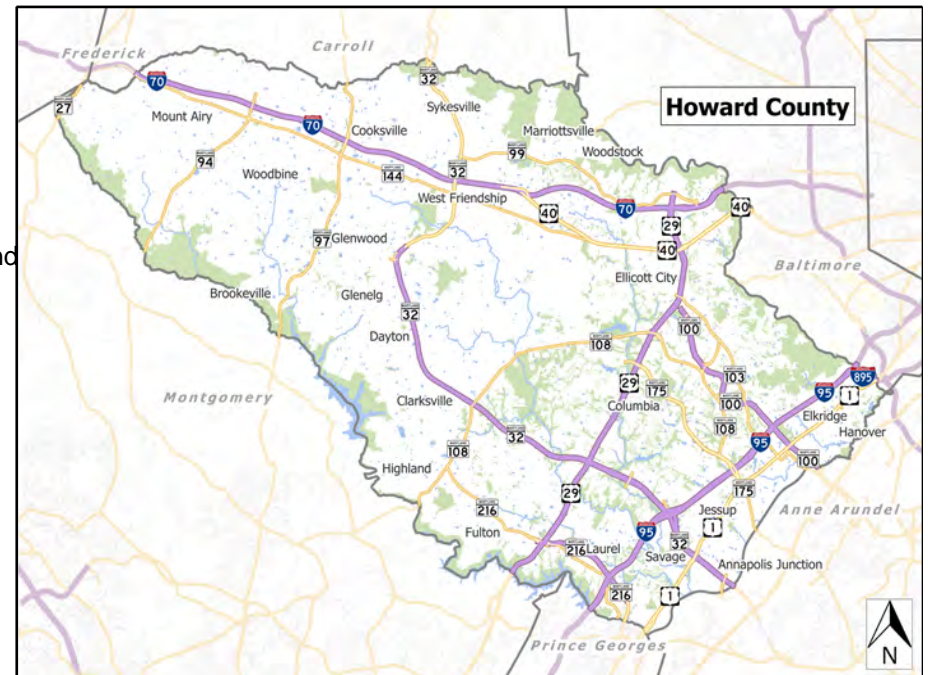 Frederick
Carroll
32
70
27
Sykesville
Howard County
Mount Airy
70
Cooksville
Marriottsville
99
Woodstock
94
Woodbine
144
32
West Friendship
40
70
29
40
40
nd
97
Glenwood
Ellicott City
Baltimore
Brookeville
Glenelg
32
Dayton
100
108
Montgomery
29
175
103
895
95
1
Clarksville
Columbia
100
Elkridge
108
Hanover
32
95
108
100
Highland
175
29
216
Jessup
Anne Arundel
1
Fulton
95
216
Laurel
Savage
32
Annapolis Junction
216
1
Prince Georges
N